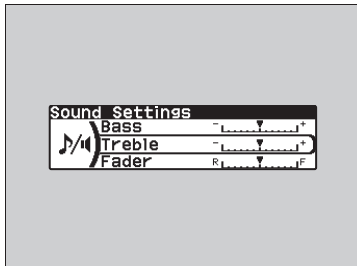 Sound Settings
Bass - +
Treble - +
Fader R F